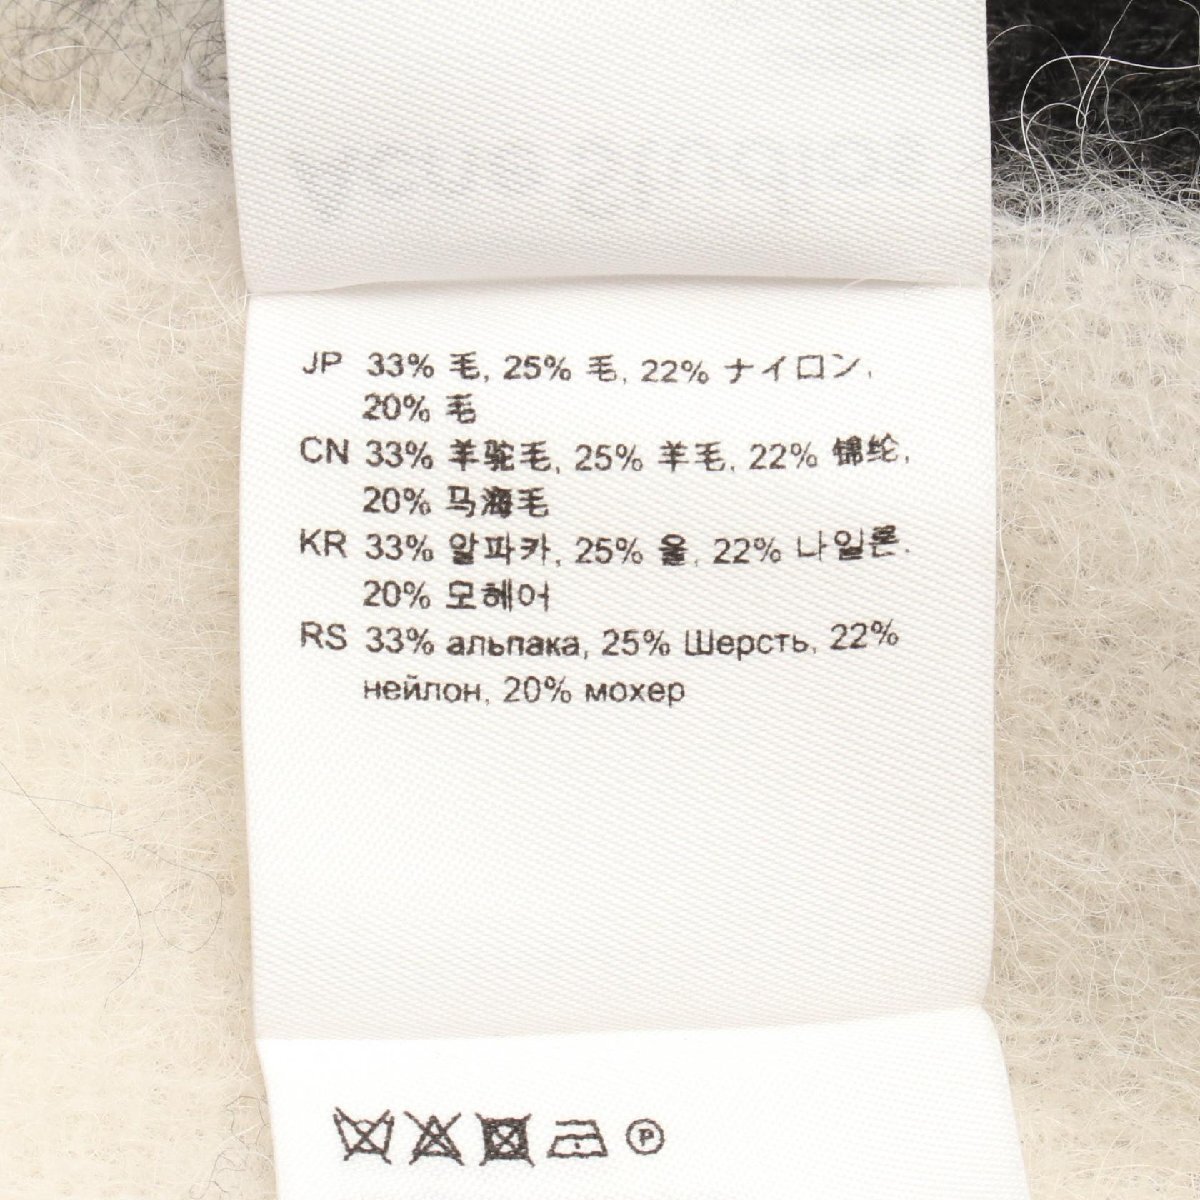 JP 33% 毛, 25% 毛, 22% ナイロン,
20% 毛
CN 33% 羊驼毛, 25% 羊毛, 22% 锦纶,
20% 马海毛
KR 33% 알파카, 25% 울, 22% 나일론,
20% 모헤어
RS 33% альпака, 25% Шерсть, 22%
нейлон, 20% мохер
P